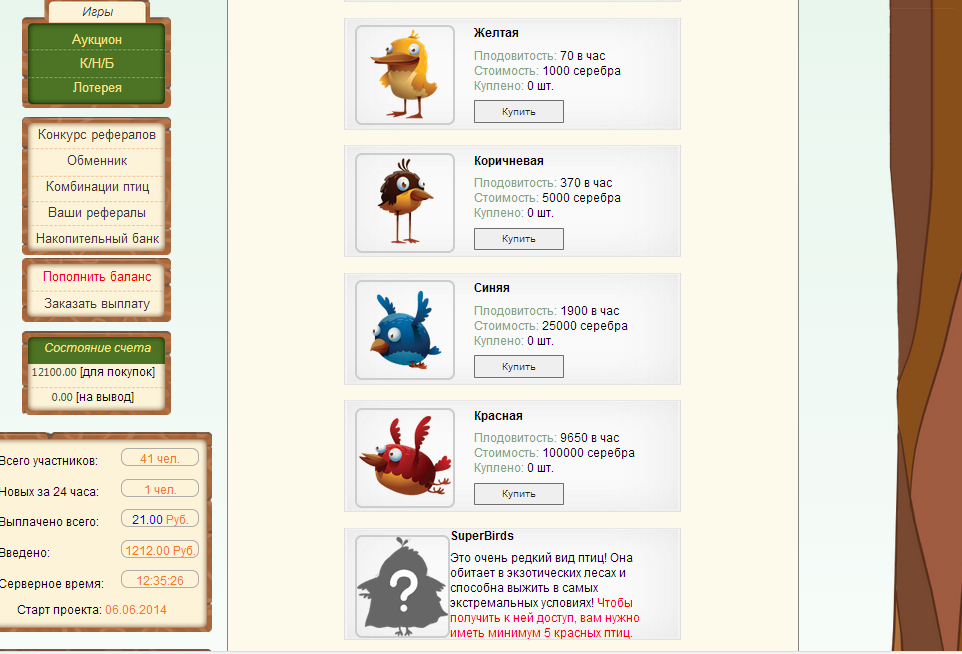 Игры
Аукцион
К/Н/Б
Лотерея
Конкурс рефералов
Обменник
Комбинации птиц
Ваши рефералы
Накопительный банк
Пополнить баланс
Заказать выплату
Состояние счета
12100.00 [для покупок]
0.00 [на вывод]
Всего участников: 41 чел.
Новых за 24 часа: 1 чел.
Выплачено всего: 21.00 Руб.
Введено: 1212.00 Руб.
Серверное время: 12:35:26
Старт проекта: 06.06.2014
Желтая
Плодовитость: 70 в час
Стоимость: 1000 серебра
Куплено: 0 шт.
Купить
Коричневая
Плодовитость: 370 в час
Стоимость: 5000 серебра
Куплено: 0 шт.
Купить
Синяя
Плодовитость: 1900 в час
Стоимость: 25000 серебра
Куплено: 0 шт.
Купить
Красная
Плодовитость: 9650 в час
Стоимость: 100000 серебра
Куплено: 0 шт.
Купить
?
SuperBirds
Это очень редкий вид птиц! Она
обитает в экзотических лесах и
способна выжить в самых
экстремальных условиях! Чтобы
получить к ней доступ, вам нужно
иметь минимум 5 красных птиц.